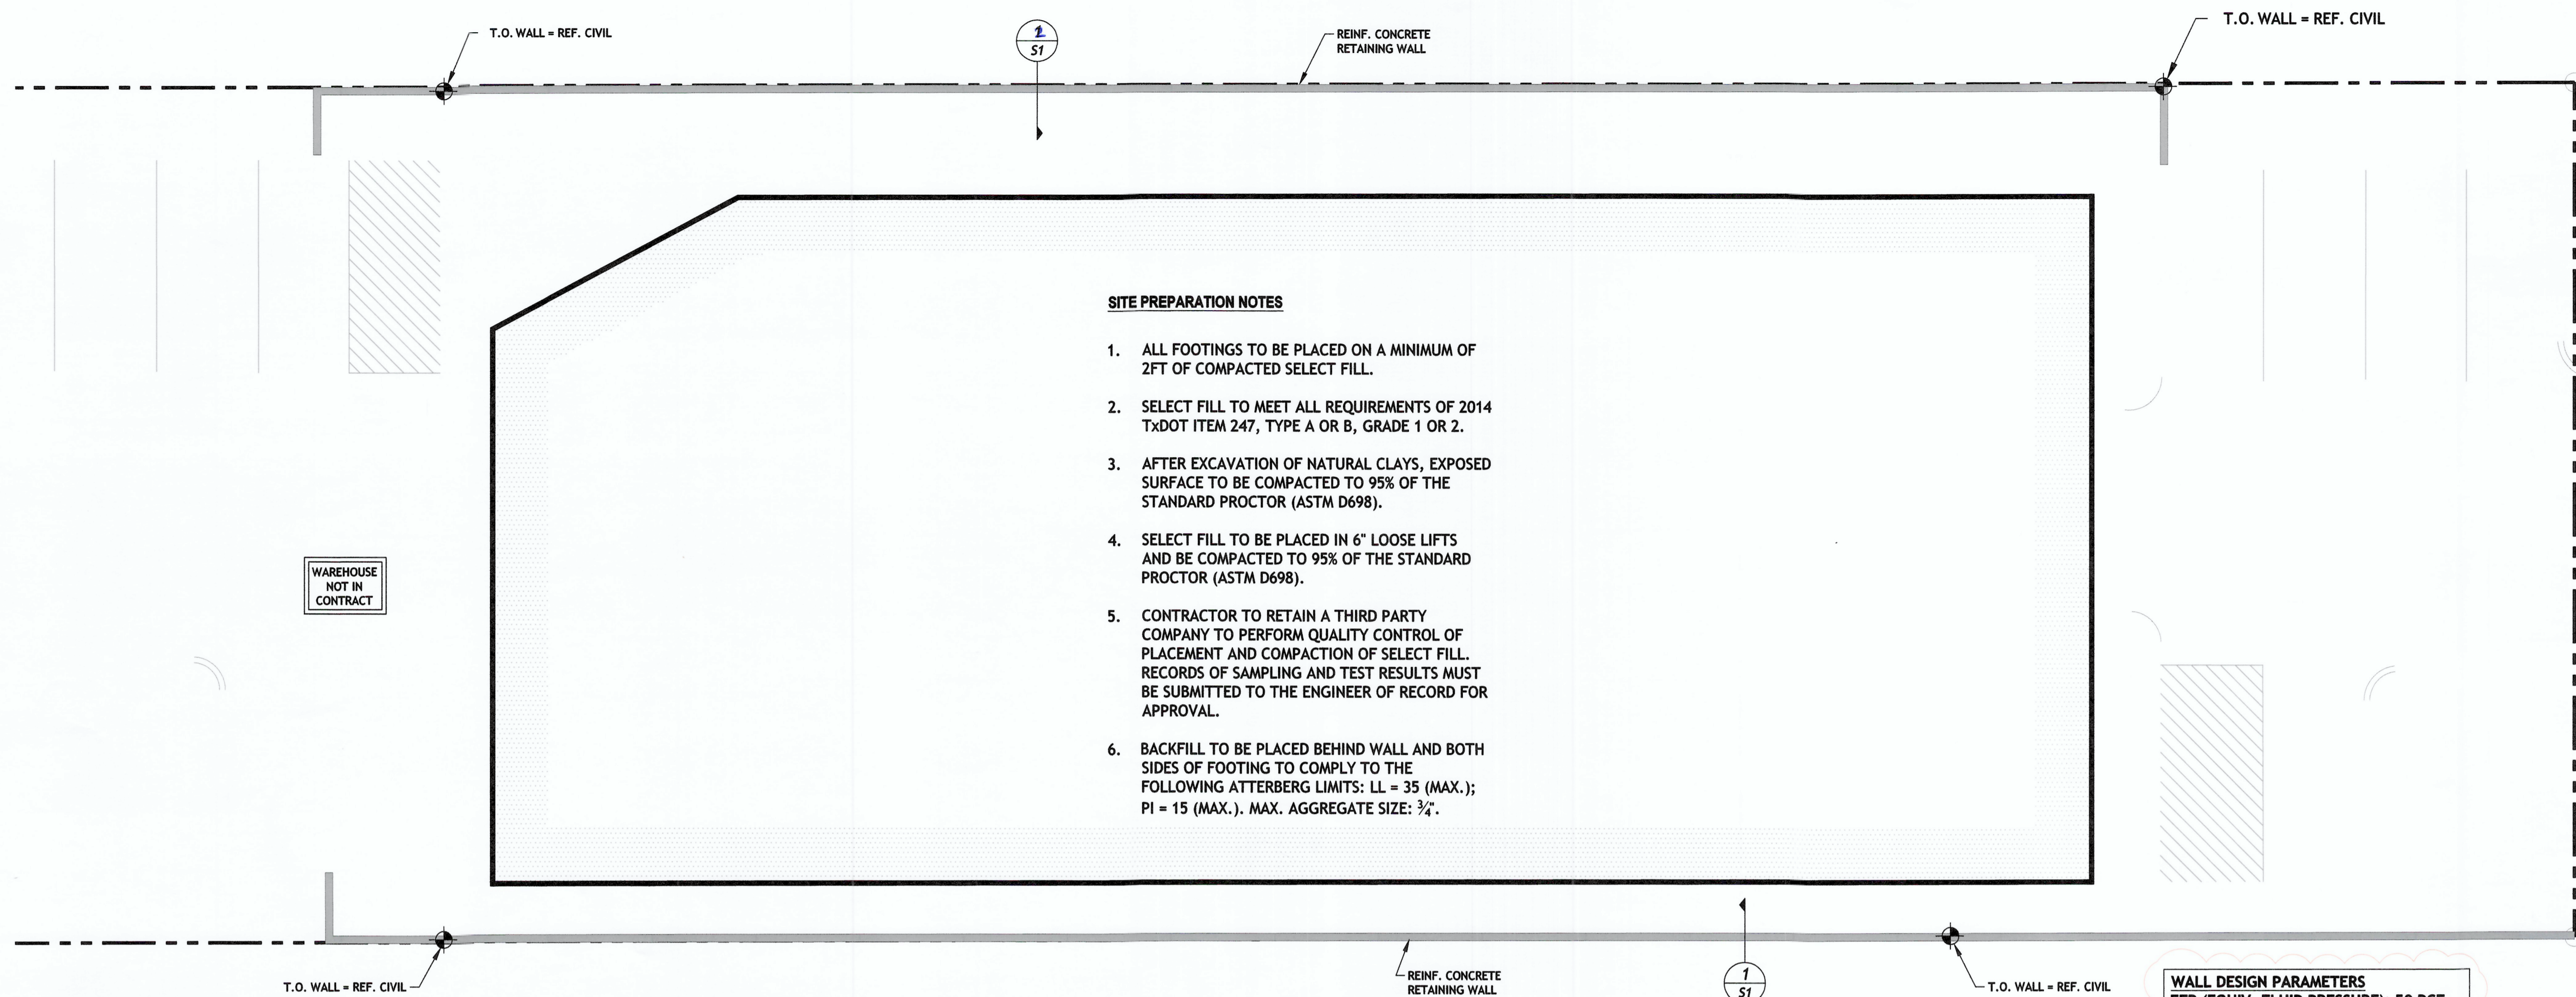 T.O. WALL = REF. CIVIL
2
S1
REINF. CONCRETE
RETAINING WALL
T.O. WALL = REF. CIVIL
SITE PREPARATION NOTES
1. ALL FOOTINGS TO BE PLACED ON A MINIMUM OF
2FT OF COMPACTED SELECT FILL.
2. SELECT FILL TO MEET ALL REQUIREMENTS OF 2014
TxDOT ITEM 247, TYPE A OR B, GRADE 1 OR 2.
3. AFTER EXCAVATION OF NATURAL CLAYS, EXPOSED
SURFACE TO BE COMPACTED TO 95% OF THE
STANDARD PROCTOR (ASTM D698).
4. SELECT FILL TO BE PLACED IN 6" LOOSE LIFTS
AND BE COMPACTED TO 95% OF THE STANDARD
PROCTOR (ASTM D698).
5. CONTRACTOR TO RETAIN A THIRD PARTY
COMPANY TO PERFORM QUALITY CONTROL OF
PLACEMENT AND COMPACTION OF SELECT FILL.
RECORDS OF SAMPLING AND TEST RESULTS MUST
BE SUBMITTED TO THE ENGINEER OF RECORD FOR
APPROVAL.
6. BACKFILL TO BE PLACED BEHIND WALL AND BOTH
SIDES OF FOOTING TO COMPLY TO THE
FOLLOWING ATTERBERG LIMITS: LL = 35 (MAX.);
PI = 15 (MAX.). MAX. AGGREGATE SIZE: ¾".
WAREHOUSE
NOT IN
CONTRACT
T.O. WALL = REF. CIVIL
REINF. CONCRETE
RETAINING WALL
1
S1
T.O. WALL = REF. CIVIL
WALL DESIGN PARAMETERS